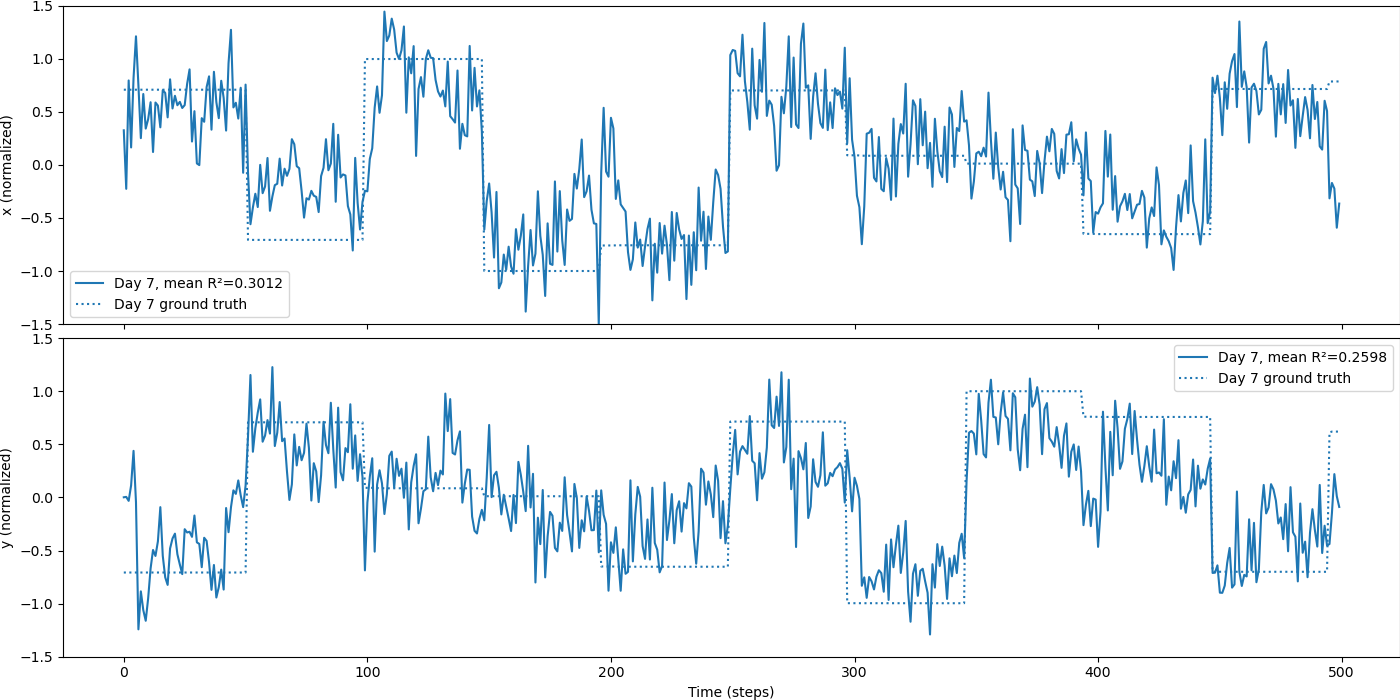 1.5
1.0
0.5
0.0
−0.5
−1.0
−1.5
x (normalized)
Day 7, mean R²=0.3012
Day 7 ground truth
1.5
1.0
0.5
0.0
−0.5
−1.0
−1.5
y (normalized)
Day 7, mean R²=0.2598
Day 7 ground truth
0 100 200 300 400 500
Time (steps)